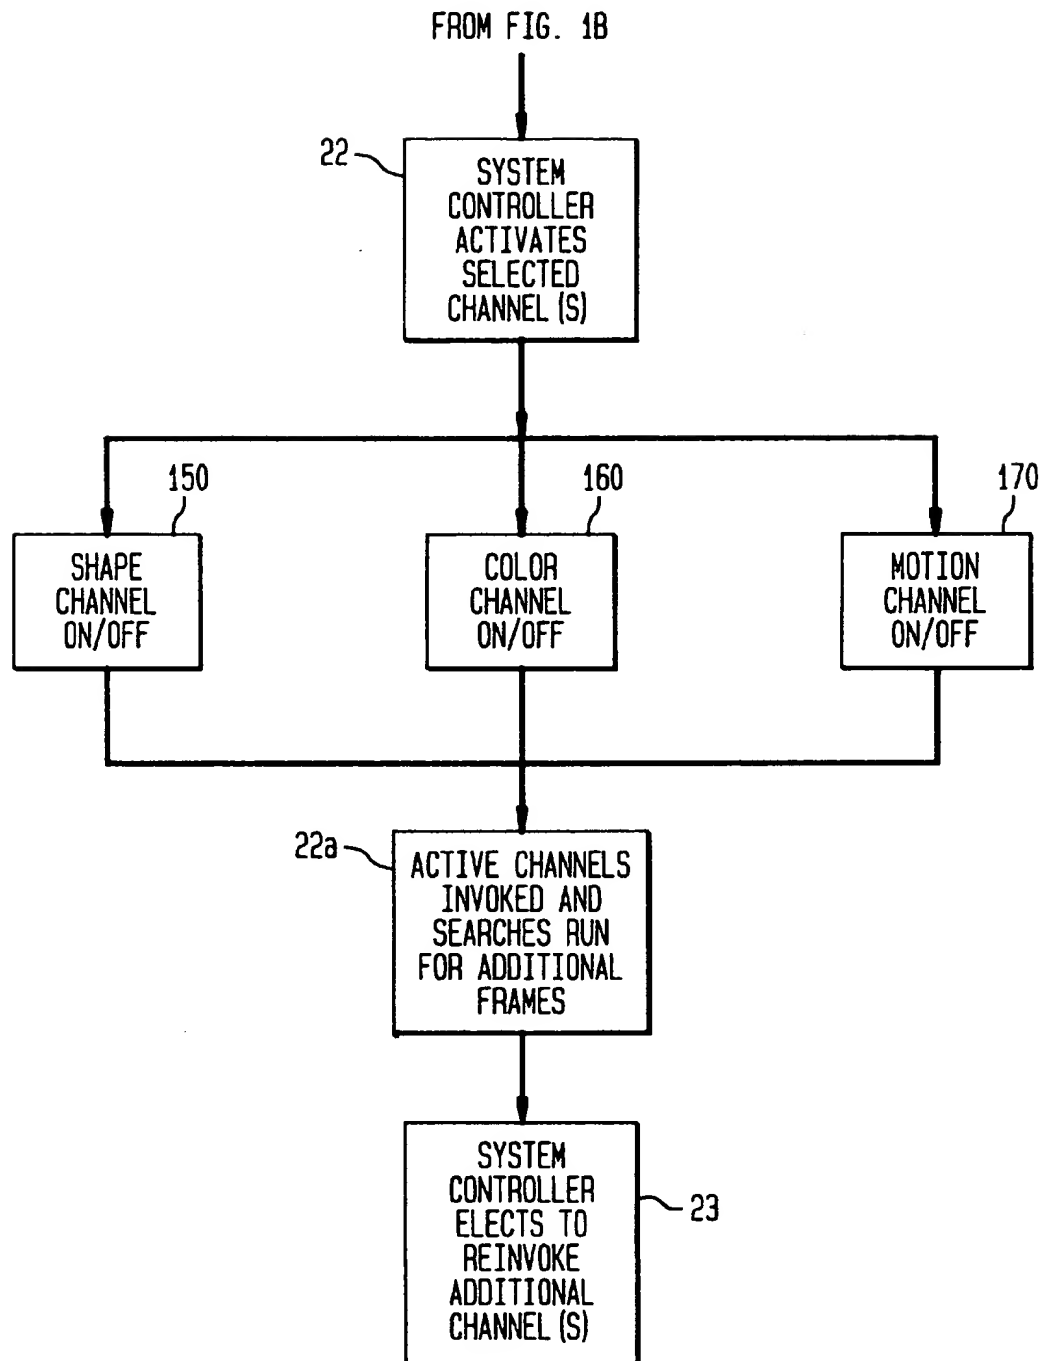 FROM FIG. 1B
22
SYSTEM
CONTROLLER
ACTIVATES
SELECTED
CHANNEL(S)
150
160
170
SHAPE
CHANNEL
ON/OFF
COLOR
CHANNEL
ON/OFF
MOTION
CHANNEL
ON/OFF
22a
ACTIVE CHANNELS
INVOKED AND
SEARCHES RUN
FOR ADDITIONAL
FRAMES
SYSTEM
CONTROLLER
ELECTS TO
REINVOKE
ADDITIONAL
CHANNEL(S)
23